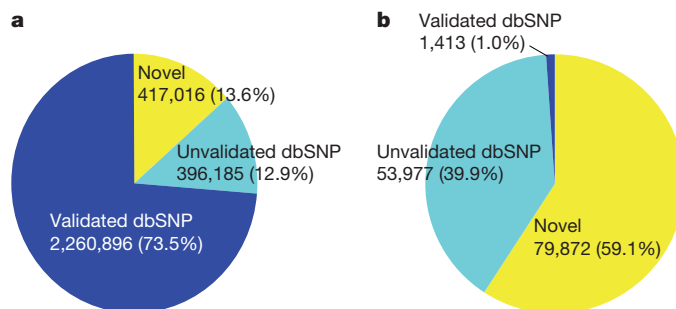 a
Novel
417,016 (13.6%)
Unvalidated dbSNP
396,185 (12.9%)
Validated dbSNP
2,260,896 (73.5%)
b
Validated dbSNP
1,413 (1.0%)
Unvalidated dbSNP
53,977 (39.9%)
Novel
79,872 (59.1%)